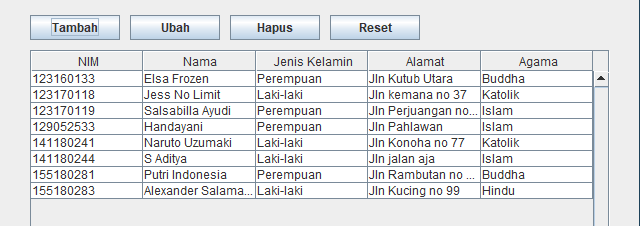 Tambah Ubah Hapus Reset
NIM Nama Jenis Kelamin Alamat Agama
123160133 Elsa Frozen Perempuan Jln Kutub Utara Buddha
123170118 Jess No Limit Laki-laki Jln kemana no 37 Katolik
123170119 Salsabilla Ayudi Perempuan Jln Perjuangan no... Islam
129052533 Handayani Perempuan Jln Pahlawan Islam
141180241 Naruto Uzumaki Laki-laki Jln Konoha no 77 Katolik
141180244 S Aditya Laki-laki Jln jalan aja Islam
155180281 Putri Indonesia Perempuan Jln Rambutan no ... Buddha
155180283 Alexander Salama... Laki-laki Jln Kucing no 99 Hindu